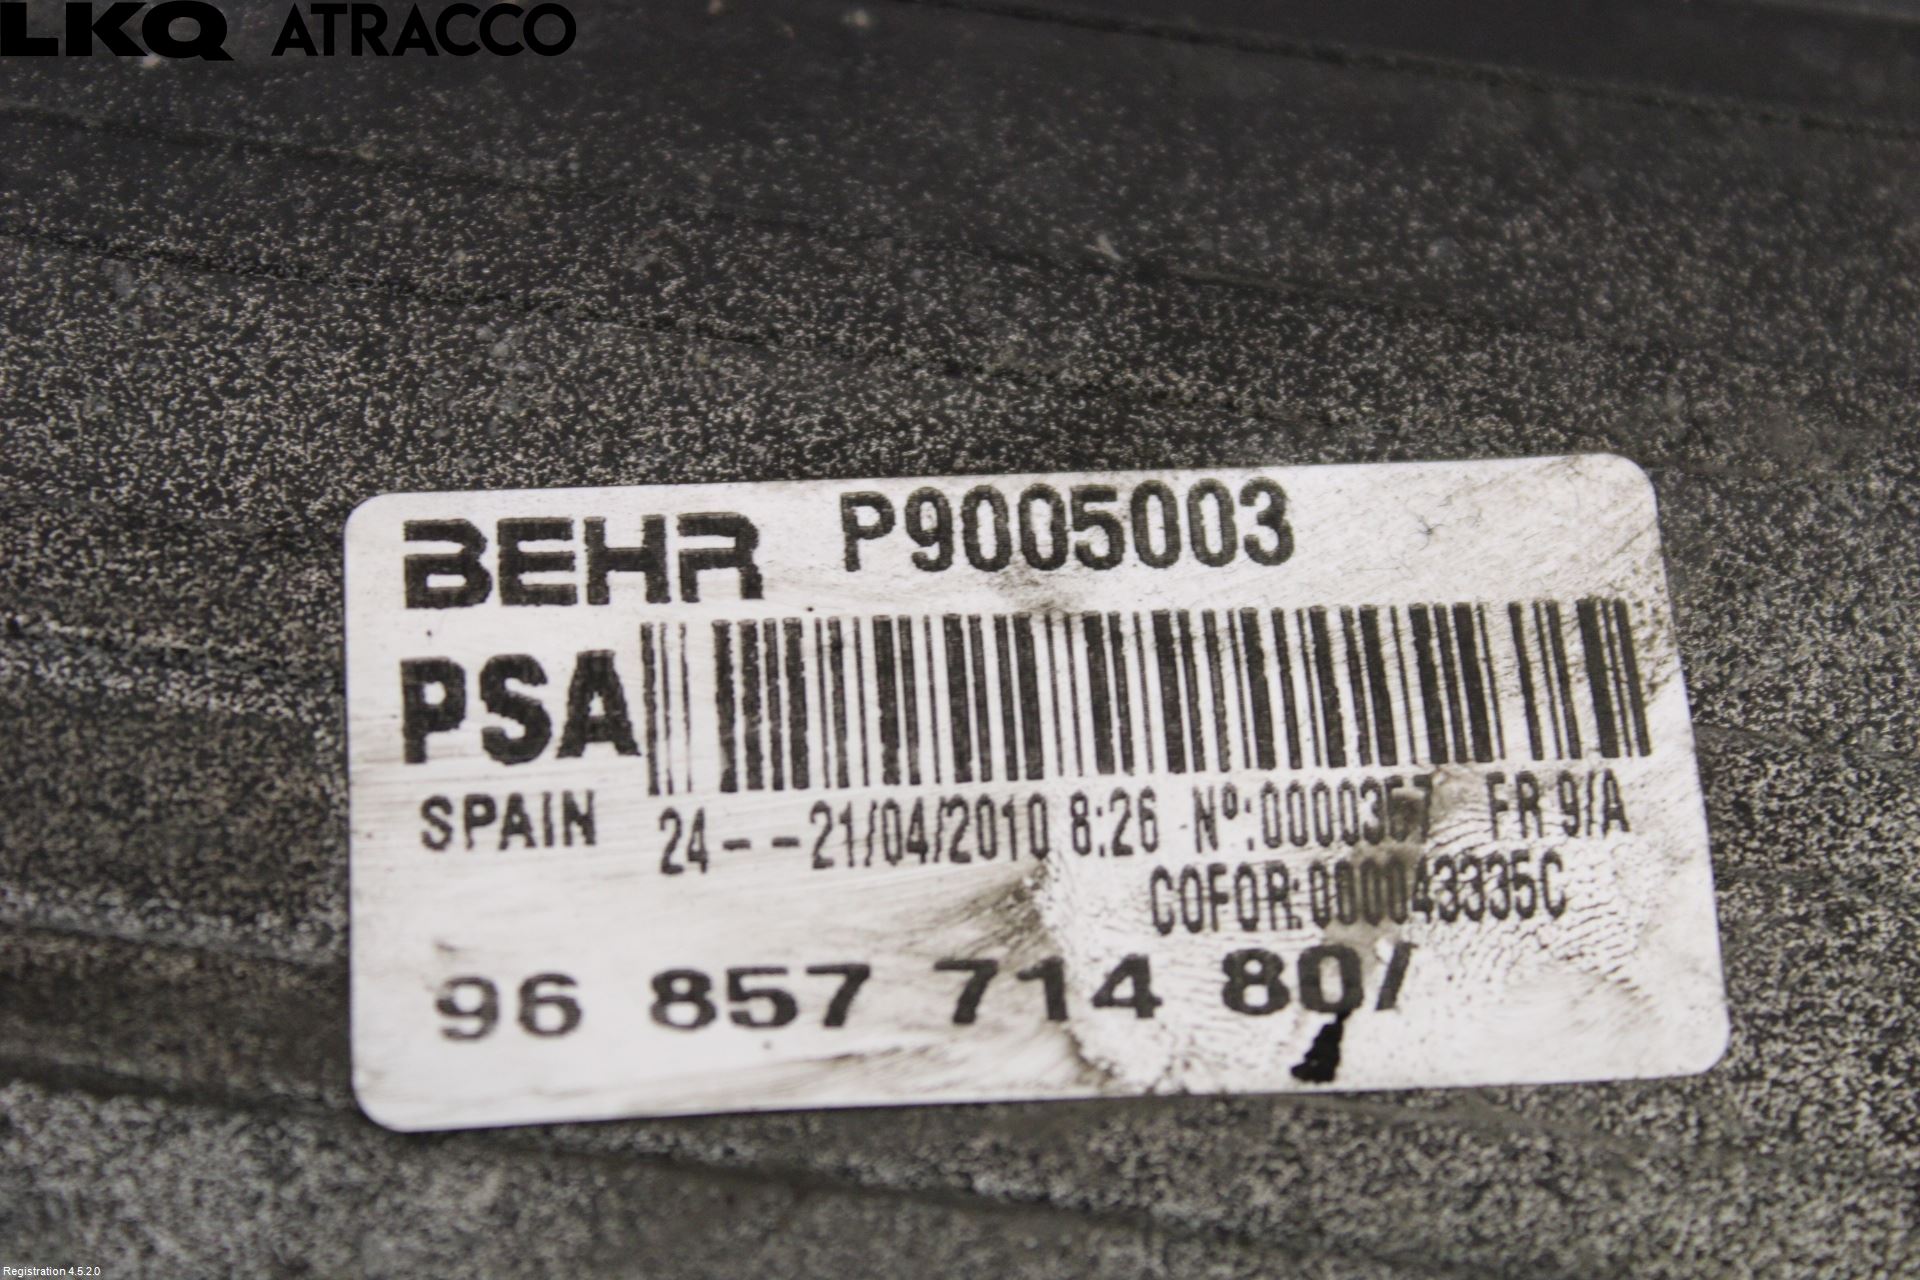 LKQ ATRACCO
BEHR P9005003
PSA
SPAIN 24- -21/04/2010 8:26 Nº:0000367 FR 9/A
COFOR:000043335C
96 857 714 80/
Registration 4.5.2.0